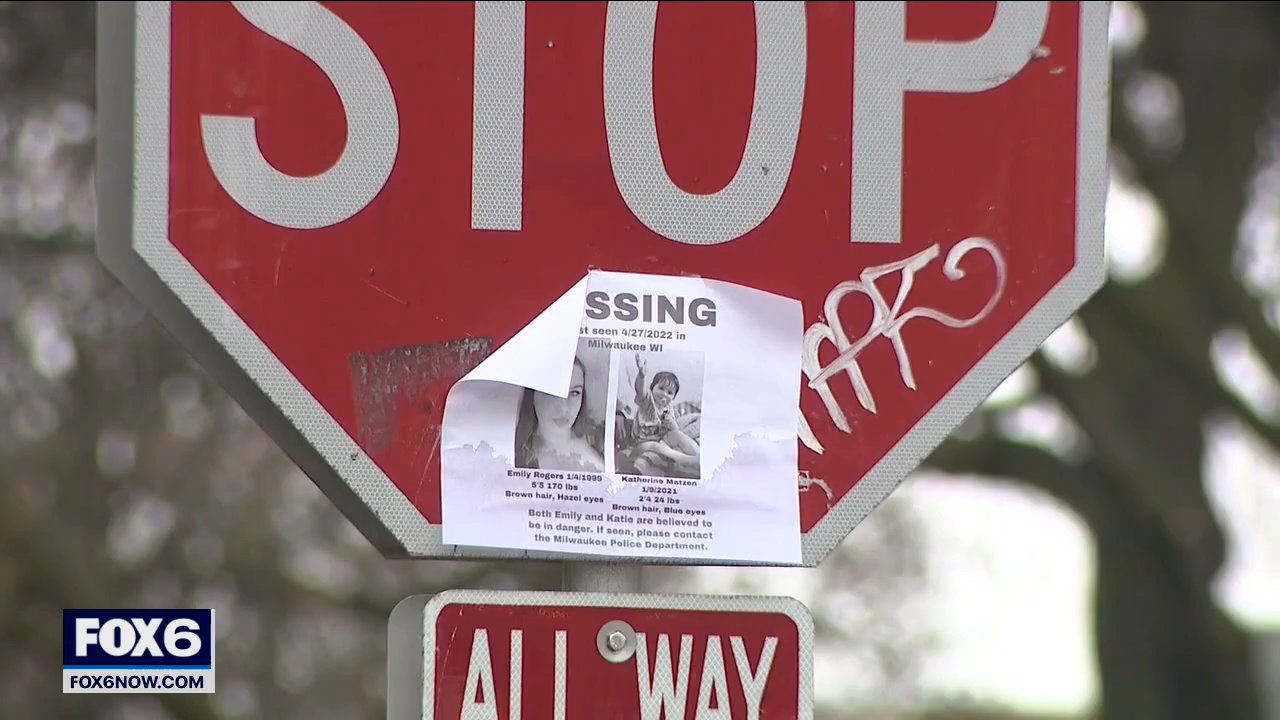 STOP
SSING
st seen 4/27/2022 in
Milwaukee WI
Emily Rogers 1/4/1999
5'5 170 lbs
Brown hair, Hazel eyes
Katherine Matzen
1/9/2021
2'4 24 lbs
Brown hair, Blue eyes
Both Emily and Katie are believed to
be in danger. If seen, please contact
the Milwaukee Police Department.
ALL WAY
FOX6
FOX6NOW.COM